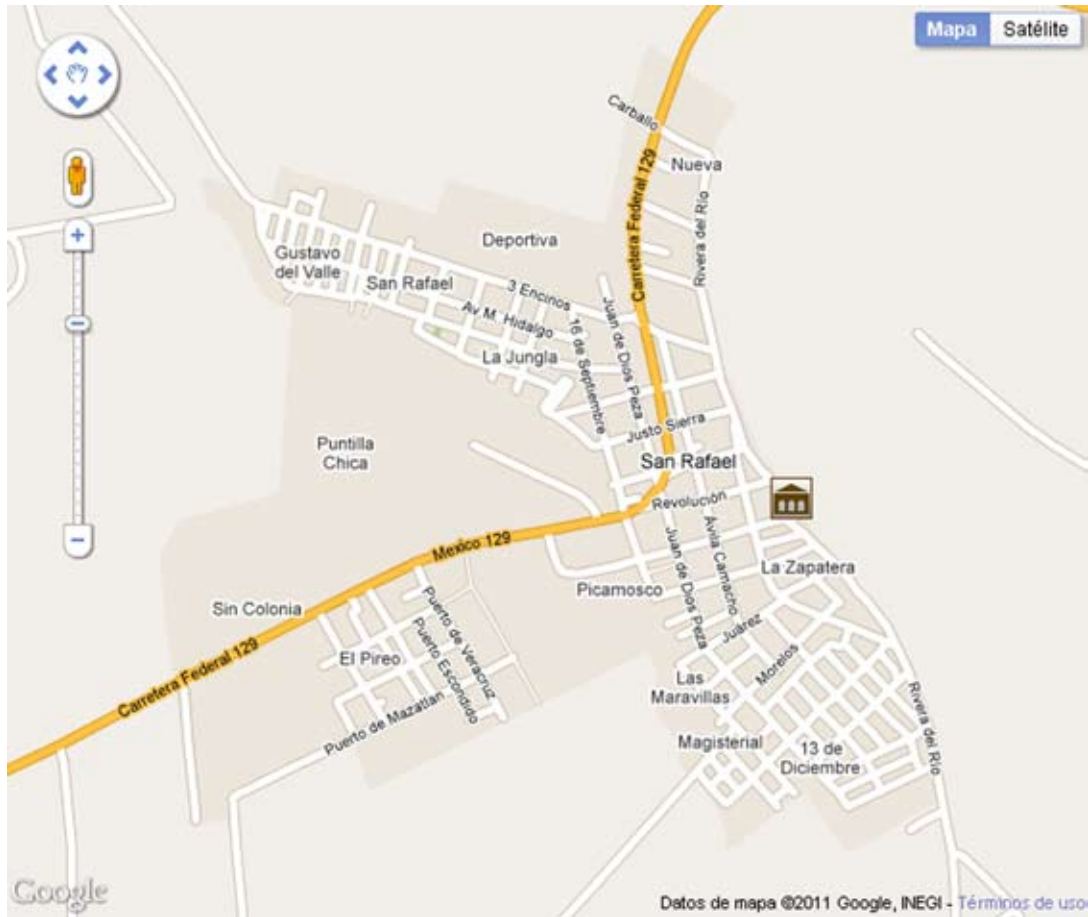 Mapa
Satélite
Carballo
Nueva
Carretera Federal 129
Rivera del Río
Deportiva
Gustavo
del Valle
San Rafael
3 Encinos
Juan de Dios Peza
Av M. Hidalgo
16 de Septiembre
La Jungla
Justo Sierra
Puntilla
Chica
San Rafael
Revolución
Mexico 129
Juan de Dios Peza
Avila Camacho
La Zapatera
Picamosco
Sin Colonia
Puerto de Veracruz
Puerto Escondido
Juárez
El Pireo
Morelos
Carretera Federal 129
Las
Maravillas
Rivera del Río
Puerto de Mazatlan
Magisterial
13 de
Diciembre
Google
Datos de mapa ©2011 Google, INEGI - Términos de uso